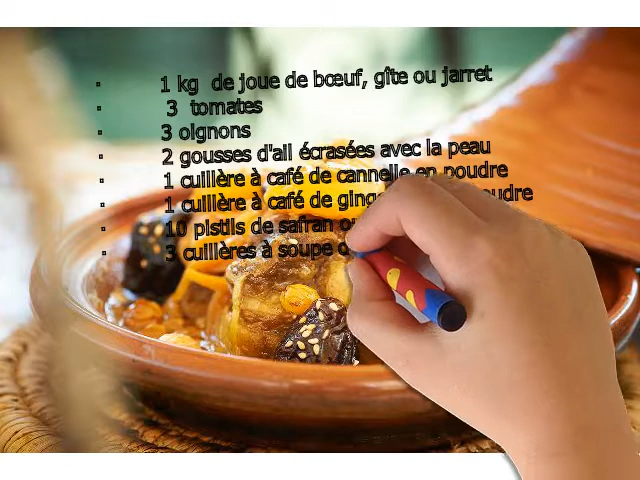 ▪ 1 kg de joue de bœuf, gîte ou jarret
▪ 3 tomates
▪ 3 oignons
▪ 2 gousses d'ail écrasées avec la peau
▪ 1 cuillère à café de cannelle en poudre
▪ 1 cuillère à café de
▪ 10 pistils de safran
▪ 3 cuillères à soupe